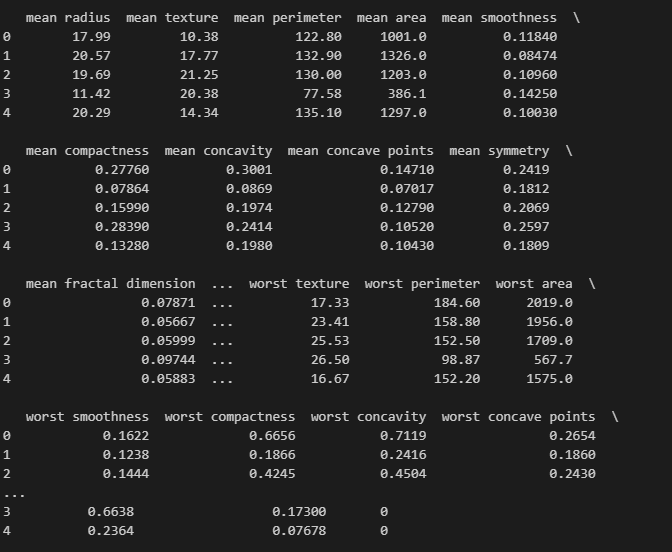 mean radius  mean texture  mean perimeter  mean area  mean smoothness  \
0        17.99         10.38          122.80     1001.0          0.11840
1        20.57         17.77          132.90     1326.0          0.08474
2        19.69         21.25          130.00     1203.0          0.10960
3        11.42         20.38           77.58      386.1          0.14250
4        20.29         14.34          135.10     1297.0          0.10030
mean compactness  mean concavity  mean concave points  mean symmetry  \
0           0.27760          0.3001              0.14710         0.2419
1           0.07864          0.0869              0.07017         0.1812
2           0.15990          0.1974              0.12790         0.2069
3           0.28390          0.2414              0.10520         0.2597
4           0.13280          0.1980              0.10430         0.1809
mean fractal dimension  ...  worst texture  worst perimeter  worst area  \
0                 0.07871  ...          17.33           184.60      2019.0
1                 0.05667  ...          23.41           158.80      1956.0
2                 0.05999  ...          25.53           152.50      1709.0
3                 0.09744  ...          26.50            98.87       567.7
4                 0.05883  ...          16.67           152.20      1575.0
worst smoothness  worst compactness  worst concavity  worst concave points  \
0            0.1622             0.6656           0.7119                0.2654
1            0.1238             0.1866           0.2416                0.1860
2            0.1444             0.4245           0.4504                0.2430
...
3          0.6638                  0.17300       0
4          0.2364                  0.07678       0